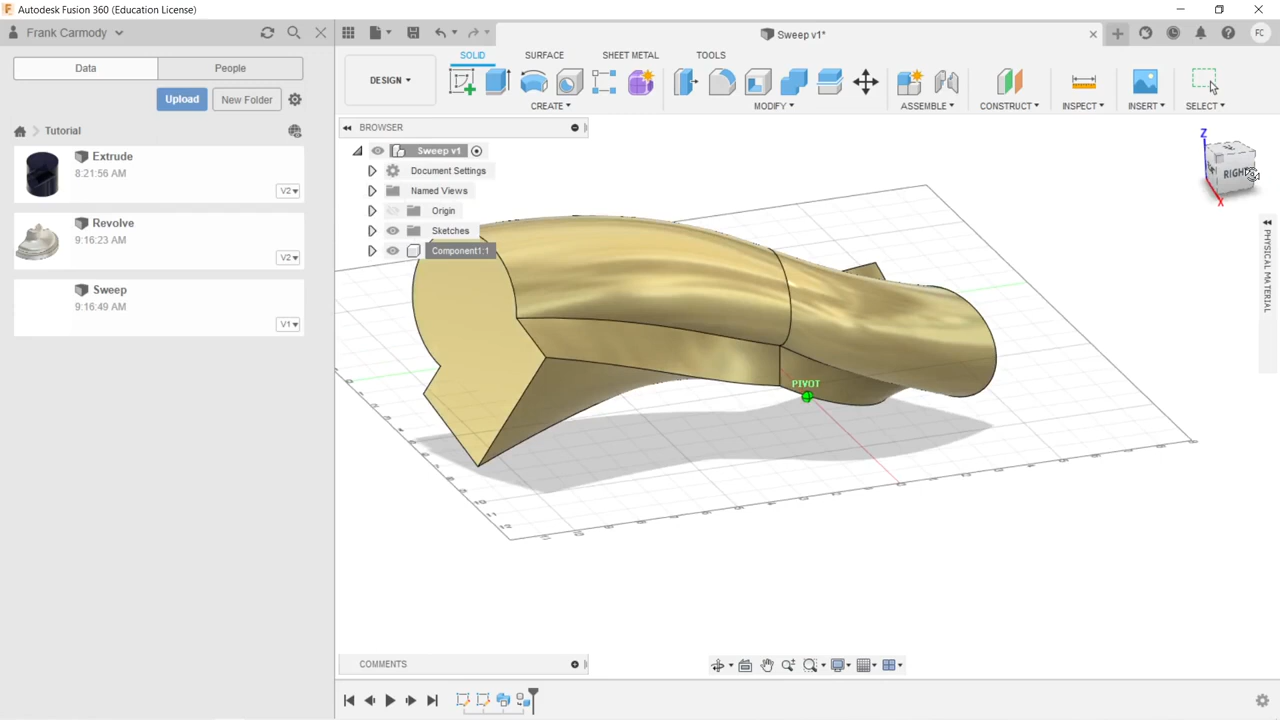 Autodesk Fusion 360 (Education License)
Frank Carmody
Sweep v1*
FC
Data
People
Upload
New Folder
Tutorial
Extrude
8:21:56 AM
V2
Revolve
9:16:23 AM
V2
Sweep
9:16:49 AM
V1
DESIGN
SOLID
SURFACE
SHEET METAL
TOOLS
CREATE
MODIFY
ASSEMBLE
CONSTRUCT
INSPECT
INSERT
SELECT
BROWSER
Sweep v1
Document Settings
Named Views
Origin
Sketches
Component1:1
Z
RIGHT
X
PHYSICAL MATERIAL
PIVOT
COMMENTS